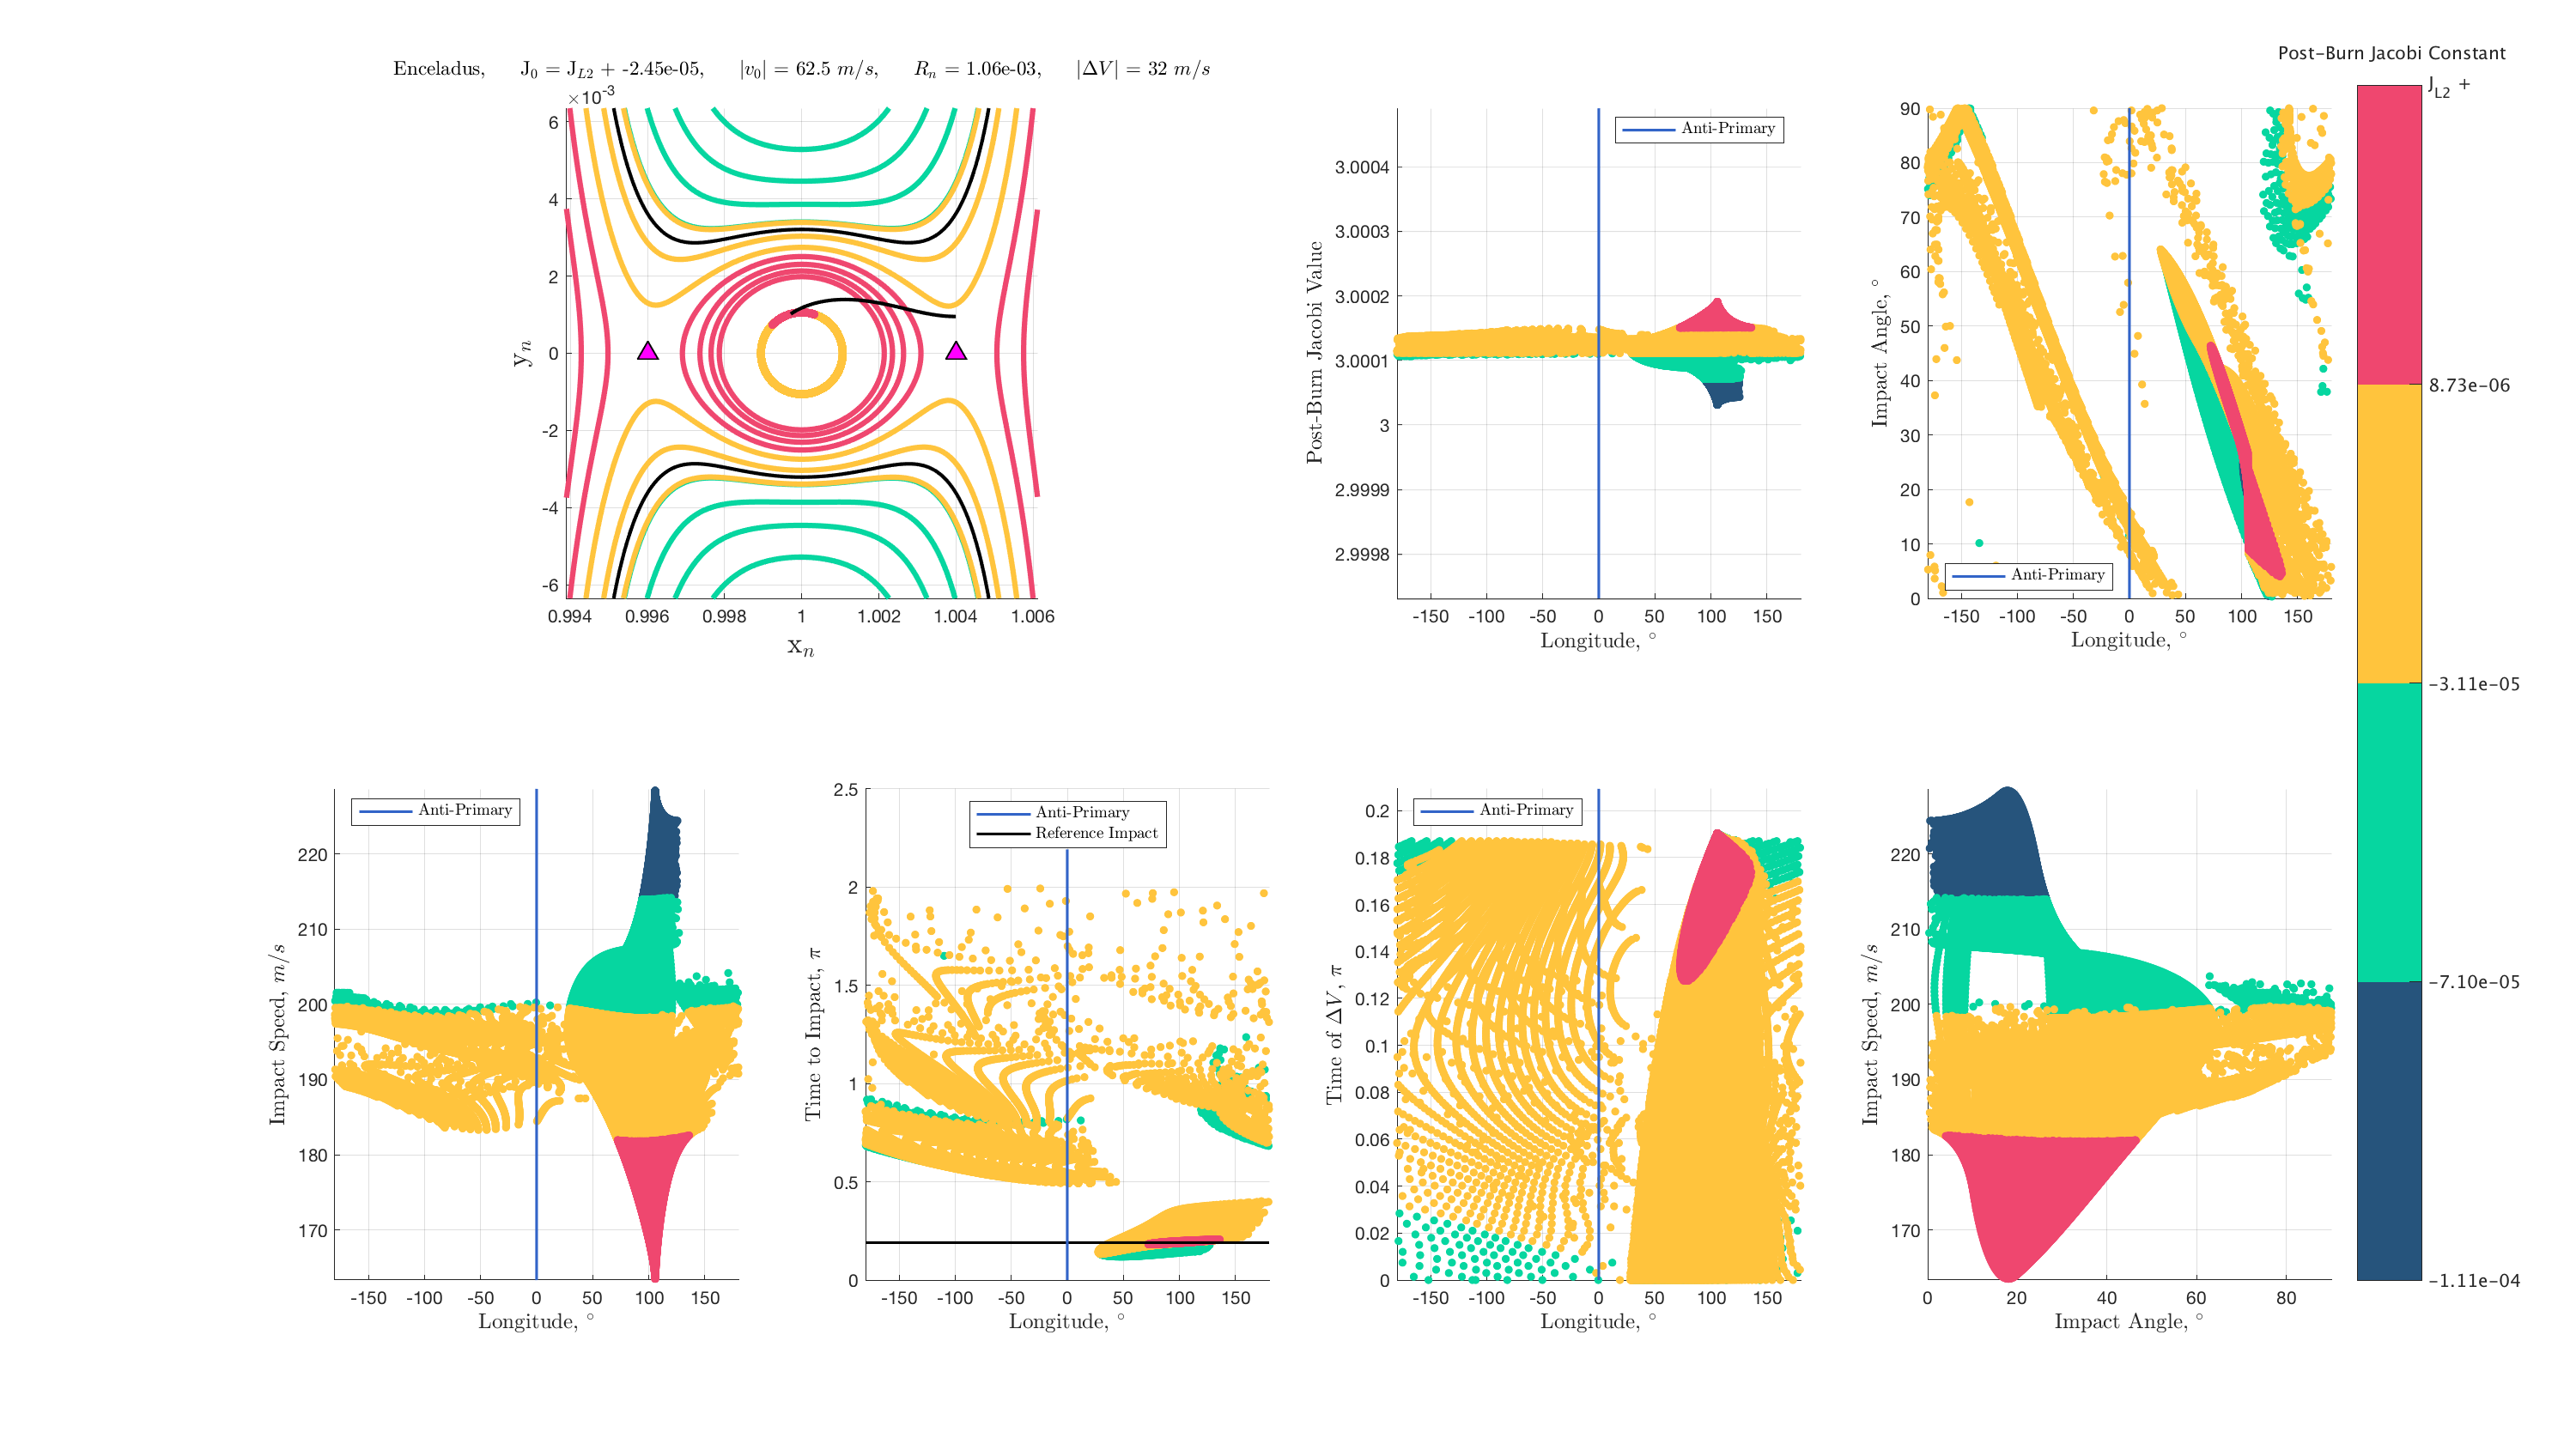 Enceladus, J0 = JL2 + -2.45e-05, |v0| = 62.5 m/s, Rn = 1.06e-03, |ΔV| = 32 m/s
×10-3
6
4
2
0
-2
-4
-6
0.994 0.996 0.998 1 1.002 1.004 1.006
yn
xn
Anti-Primary
3.0004
3.0003
3.0002
3.0001
3
2.9999
2.9998
-150 -100 -50 0 50 100 150
Post-Burn Jacobi Value
Longitude, °
90
80
70
60
50
40
30
20
10
0
Anti-Primary
-150 -100 -50 0 50 100 150
Impact Angle, °
Longitude, °
Post-Burn Jacobi Constant
JL2 +
8.73e-06
-3.11e-05
-7.10e-05
-1.11e-04
Anti-Primary
220
210
200
190
180
170
-150 -100 -50 0 50 100 150
Impact Speed, m/s
Longitude, °
Anti-Primary
Reference Impact
2.5
2
1.5
1
0.5
0
-150 -100 -50 0 50 100 150
Time to Impact, π
Longitude, °
Anti-Primary
0.2
0.18
0.16
0.14
0.12
0.1
0.08
0.06
0.04
0.02
0
-150 -100 -50 0 50 100 150
Time of ΔV, π
Longitude, °
220
210
200
190
180
170
0 20 40 60 80
Impact Speed, m/s
Impact Angle, °